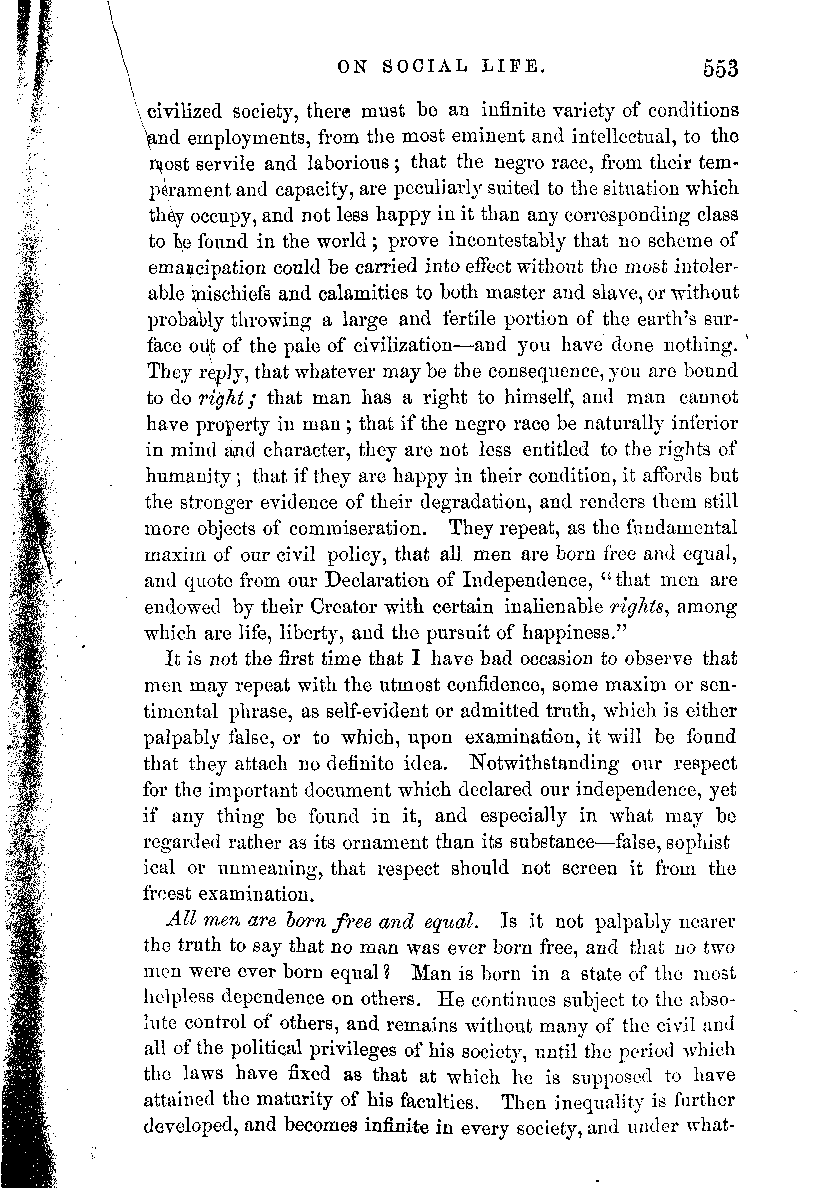 ON SOCIAL LIFE. 553
civilized society, there must be an infinite variety of conditions
and employments, from the most eminent and intellectual, to the
most servile and laborious; that the negro race, from their tem-
perament and capacity, are peculiarly suited to the situation which
they occupy, and not less happy in it than any corresponding class
to be found in the world; prove incontestably that no scheme of
emancipation could be carried into effect without the most intoler-
able mischiefs and calamities to both master and slave, or without
probably throwing a large and fertile portion of the earth's sur-
face out of the pale of civilization—and you have done nothing.
They reply, that whatever may be the consequence, you are bound
to do right; that man has a right to himself, and man cannot
have property in man; that if the negro race be naturally inferior
in mind and character, they are not less entitled to the rights of
humanity; that if they are happy in their condition, it affords but
the stronger evidence of their degradation, and renders them still
more objects of commiseration. They repeat, as the fundamental
maxim of our civil policy, that all men are born free and equal,
and quote from our Declaration of Independence, "that men are
endowed by their Creator with certain inalienable rights, among
which are life, liberty, and the pursuit of happiness."
It is not the first time that I have had occasion to observe that
men may repeat with the utmost confidence, some maxim or sen-
timental phrase, as self-evident or admitted truth, which is either
palpably false, or to which, upon examination, it will be found
that they attach no definite idea. Notwithstanding our respect
for the important document which declared our independence, yet
if any thing be found in it, and especially in what may be
regarded rather as its ornament than its substance—false, sophist
ical or unmeaning, that respect should not screen it from the
freest examination.
All men are born free and equal. Is it not palpably nearer
the truth to say that no man was ever born free, and that no two
men were ever born equal? Man is born in a state of the most
helpless dependence on others. He continues subject to the abso-
lute control of others, and remains without many of the civil and
all of the political privileges of his society, until the period which
the laws have fixed as that at which he is supposed to have
attained the maturity of his faculties. Then inequality is further
developed, and becomes infinite in every society, and under what-